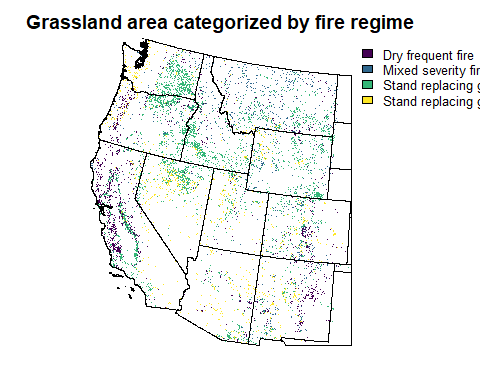 Grassland area categorized by fire regime
Dry frequent fire
Mixed severity fir
Stand replacing g
Stand replacing g